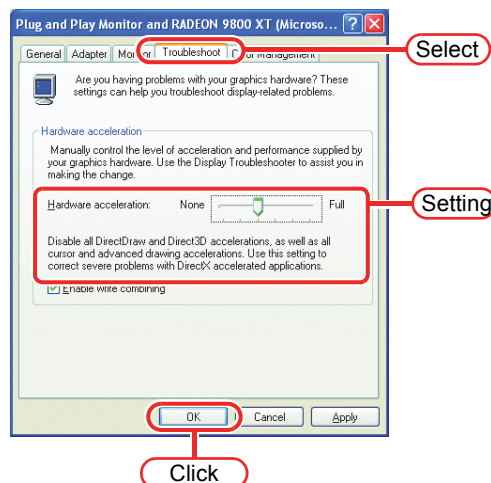 Plug and Play Monitor and RADEON 9800 XT (Microso...
General Adapter Monitor Troubleshoot Color Management
Select
Are you having problems with your graphics hardware? These
settings can help you troubleshoot display-related problems.
Hardware acceleration
Manually control the level of acceleration and performance supplied by
your graphics hardware. Use the Display Troubleshooter to assist you in
making the change.
Hardware acceleration: None Full
Setting
Disable all DirectDraw and Direct3D accelerations, as well as all
cursor and advanced drawing accelerations. Use this setting to
correct severe problems with DirectX accelerated applications.
Enable write combining
OK Cancel Apply
Click